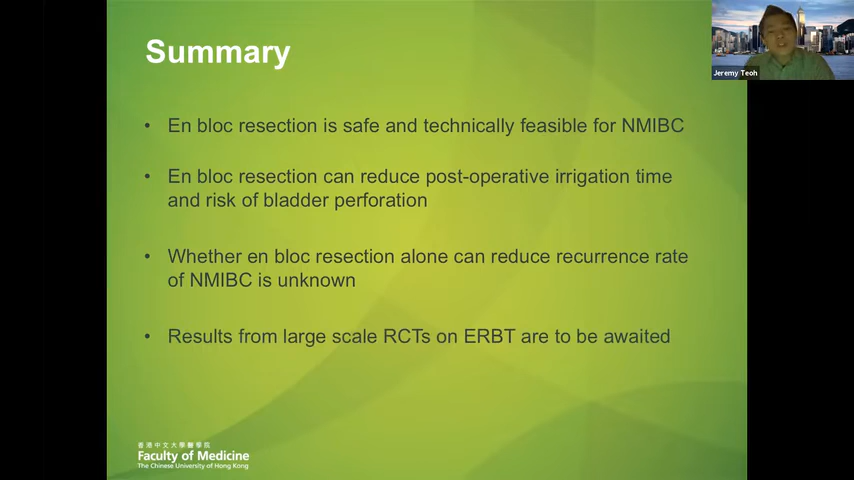 Summary
Jeremy Teoh
• En bloc resection is safe and technically feasible for NMIBC
• En bloc resection can reduce post-operative irrigation time
and risk of bladder perforation
• Whether en bloc resection alone can reduce recurrence rate
of NMIBC is unknown
• Results from large scale RCTs on ERBT are to be awaited
香港中文大學醫學院
Faculty of Medicine
The Chinese University of Hong Kong